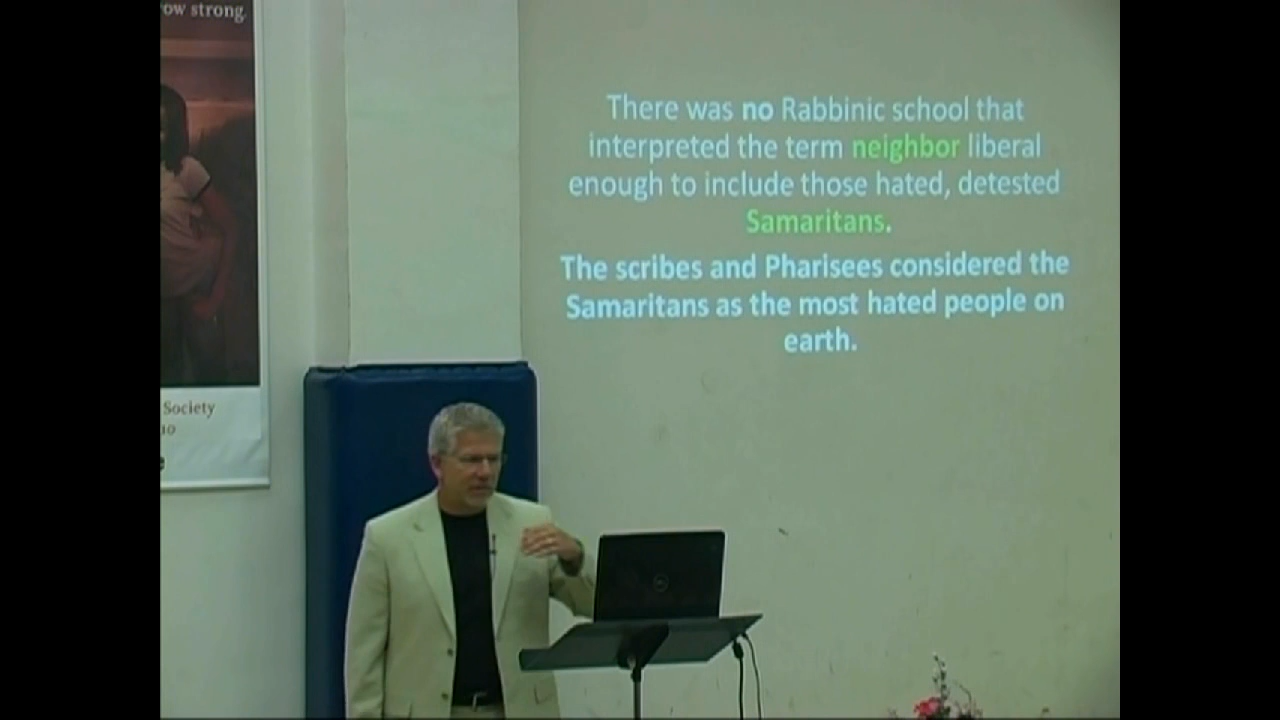 ow strong.
Society
There was no Rabbinic school that
interpreted the term neighbor liberal
enough to include those hated, detested
Samaritans.
The scribes and Pharisees considered the
Samaritans as the most hated people on
earth.